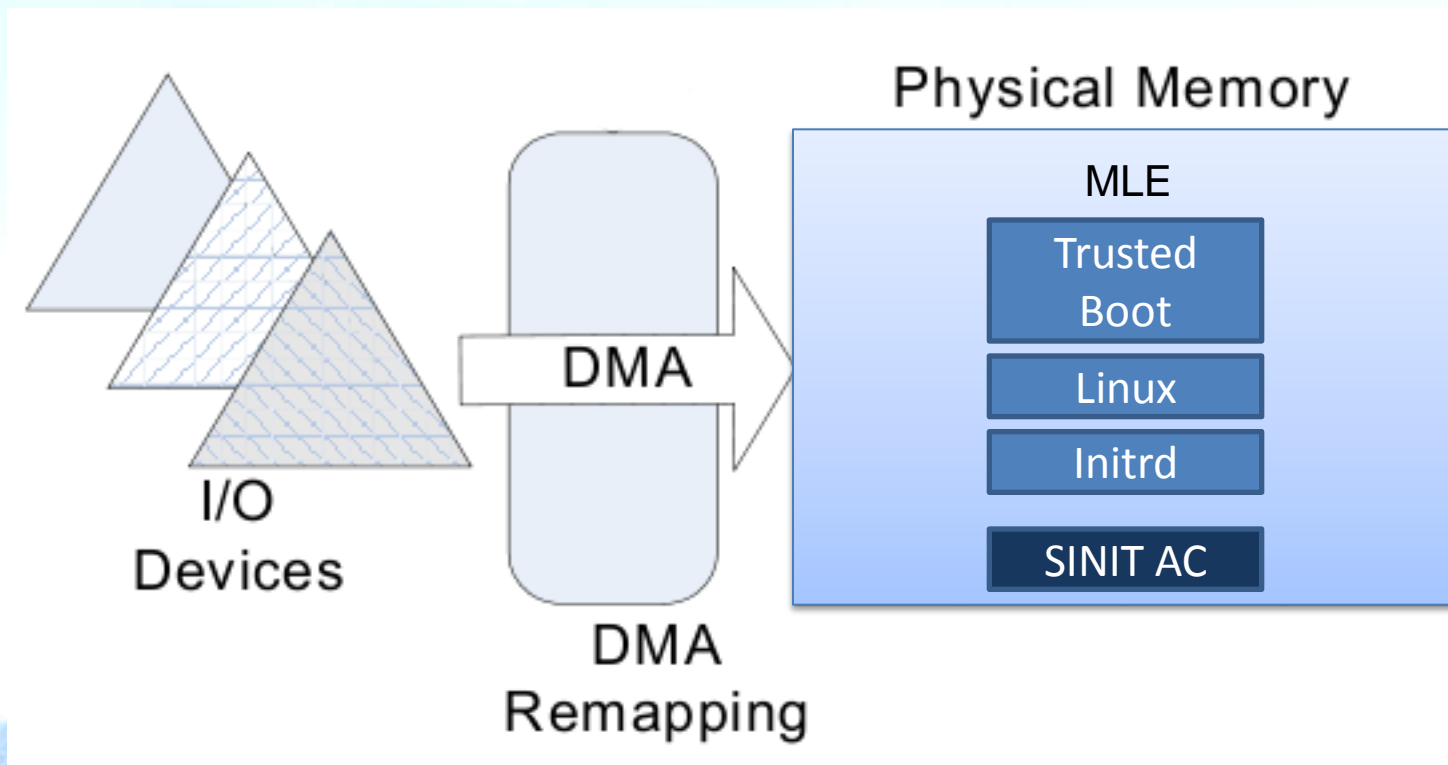 Physical Memory
MLE
Trusted
Boot
DMA
Linux
Initrd
I/O
Devices
SINIT AC
DMA
Remapping